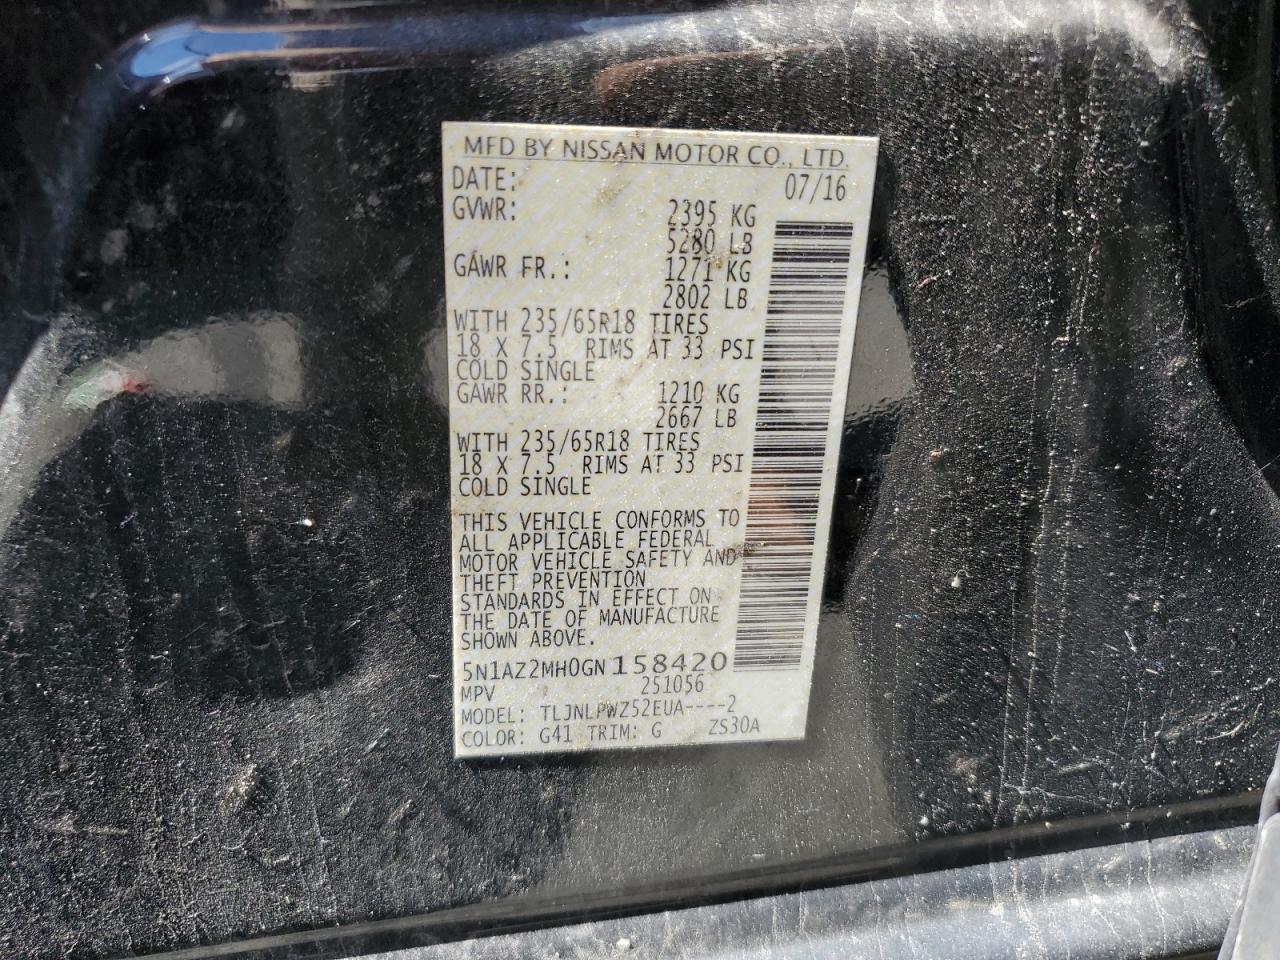 MFD BY NISSAN MOTOR CO., LTD.
DATE: 07/16
GVWR: 2395 KG
5280 LB
GAWR FR.: 1271 KG
2802 LB
WITH 235/65R18 TIRES
18 X 7.5 RIMS AT 33 PSI
COLD SINGLE
GAWR RR.: 1210 KG
2667 LB
WITH 235/65R18 TIRES
18 X 7.5 RIMS AT 33 PSI
COLD SINGLE
THIS VEHICLE CONFORMS TO
ALL APPLICABLE FEDERAL
MOTOR VEHICLE SAFETY AND
THEFT PREVENTION
STANDARDS IN EFFECT ON
THE DATE OF MANUFACTURE
SHOWN ABOVE.
5N1AZ2MH0GN158420
MPV 251056
MODEL: TLJNLPWZ52EUA----2
COLOR: G41 TRIM: G ZS30A